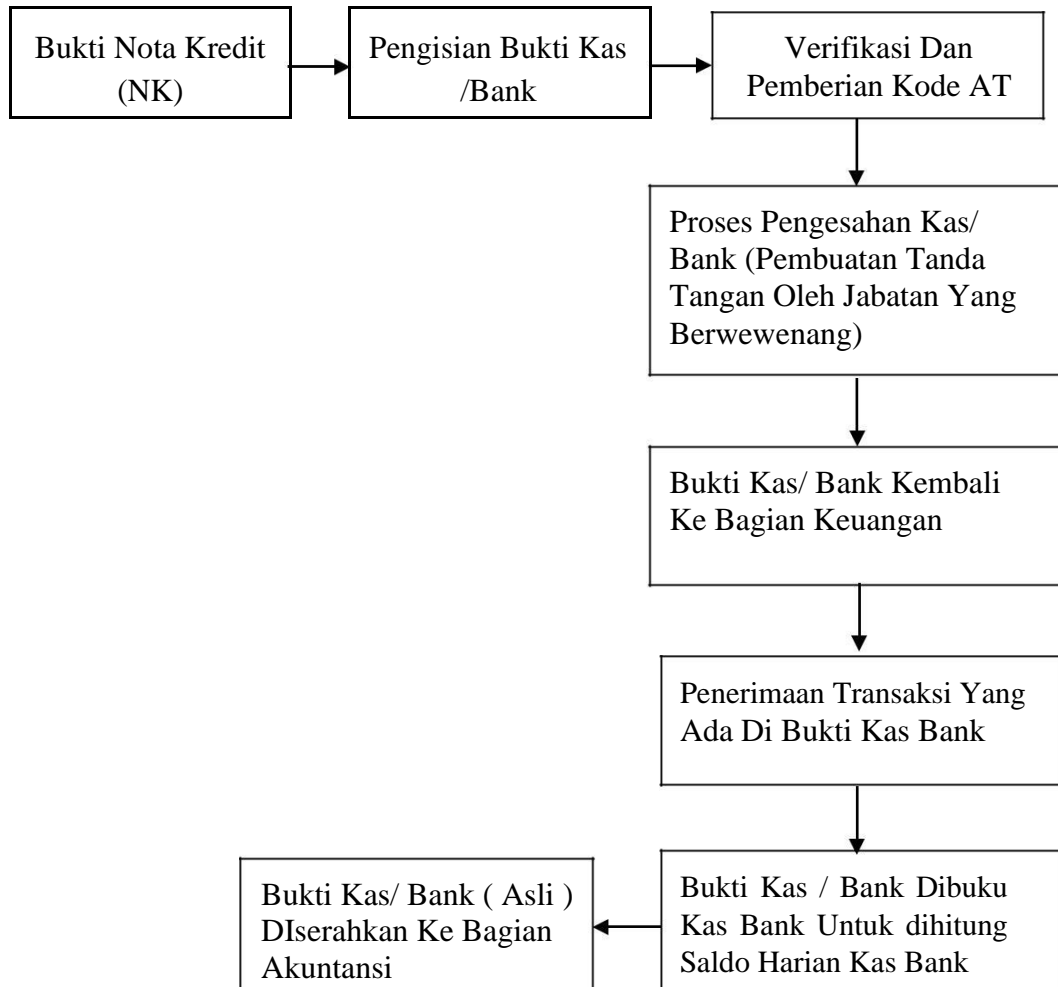 Bukti Nota Kredit
(NK)
Pengisian Bukti Kas
/Bank
Verifikasi Dan
Pemberian Kode AT
Proses Pengesahan Kas/
Bank (Pembuatan Tanda
Tangan Oleh Jabatan Yang
Berwewenang)
Bukti Kas/ Bank Kembali
Ke Bagian Keuangan
Penerimaan Transaksi Yang
Ada Di Bukti Kas Bank
Bukti Kas / Bank Dibuku
Kas Bank Untuk dihitung
Saldo Harian Kas Bank
Bukti Kas/ Bank ( Asli )
DIserahkan Ke Bagian
Akuntansi